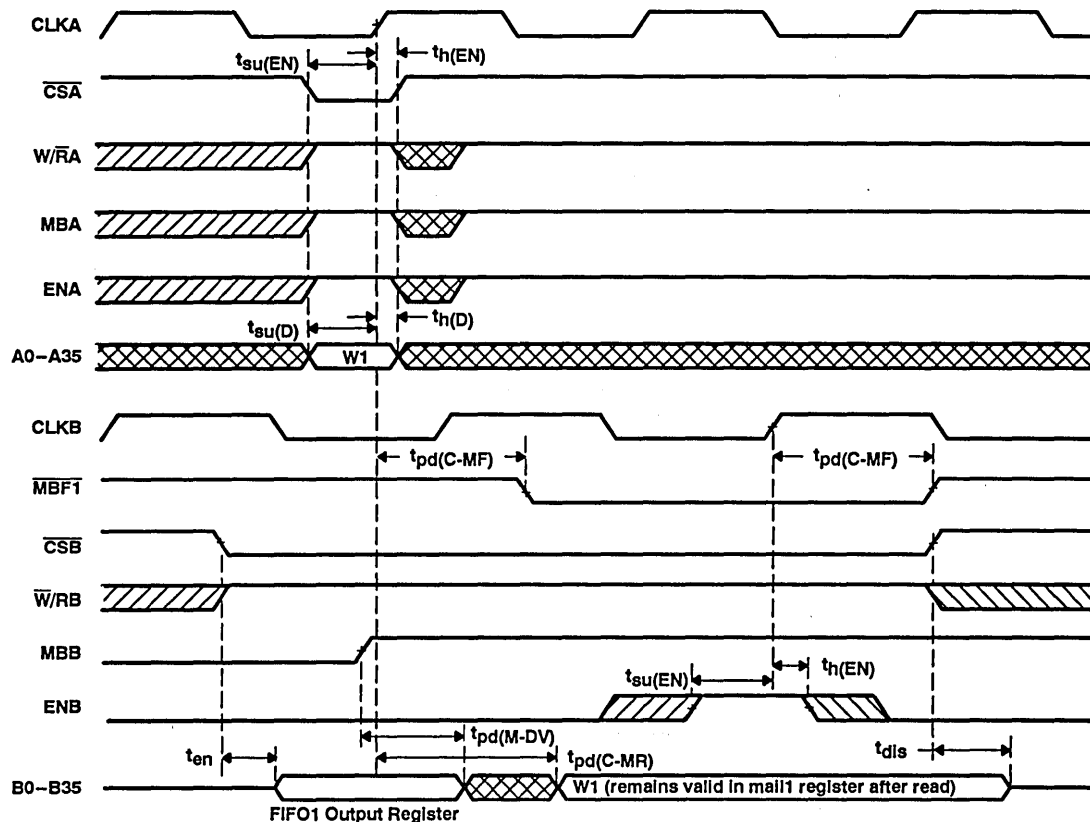 CLKA
tsu(EN)
th(EN)
CSA
W/RA
MBA
ENA
tsu(D)
th(D)
A0–A35
W1
CLKB
tpd(C-MF)
tpd(C-MF)
MBF1
CSB
W/RB
MBB
tsu(EN)
th(EN)
ENB
ten
tpd(M-DV)
tpd(C-MR)
tdis
B0–B35
W1 (remains valid in mail1 register after read)
FIFO1 Output Register